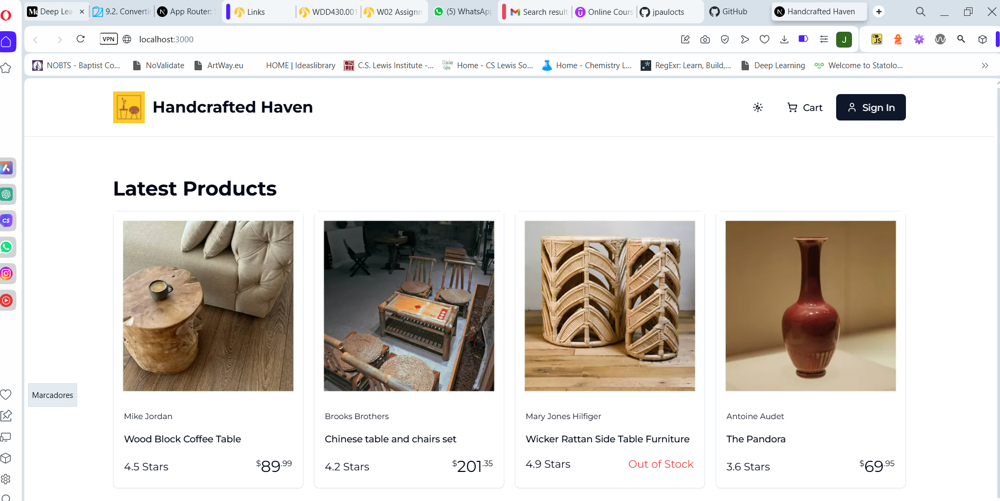 Deep Lea
9.2. Converti
App Router:
Links
WDD430.001
W02 Assignm
(5) WhatsApp
Search result
Online Cours
jpaulocts
GitHub
Handcrafted Haven
VPN
localhost:3000
J
JS
NOBTS - Baptist Co...
NoValidate
ArtWay.eu
HOME | Ideaslibrary
C.S. Lewis Institute -...
Home - CS Lewis So...
Home - Chemistry L...
RegExr: Learn, Build,...
Deep Learning
Welcome to Statolo...
Handcrafted Haven
Cart
Sign In
Latest Products
CS
Marcadores
Mike Jordan
Wood Block Coffee Table
4.5 Stars
$89.99
Brooks Brothers
Chinese table and chairs set
4.2 Stars
$201.35
Mary Jones Hilfiger
Wicker Rattan Side Table Furniture
4.9 Stars
Out of Stock
Antoine Audet
The Pandora
3.6 Stars
$69.95